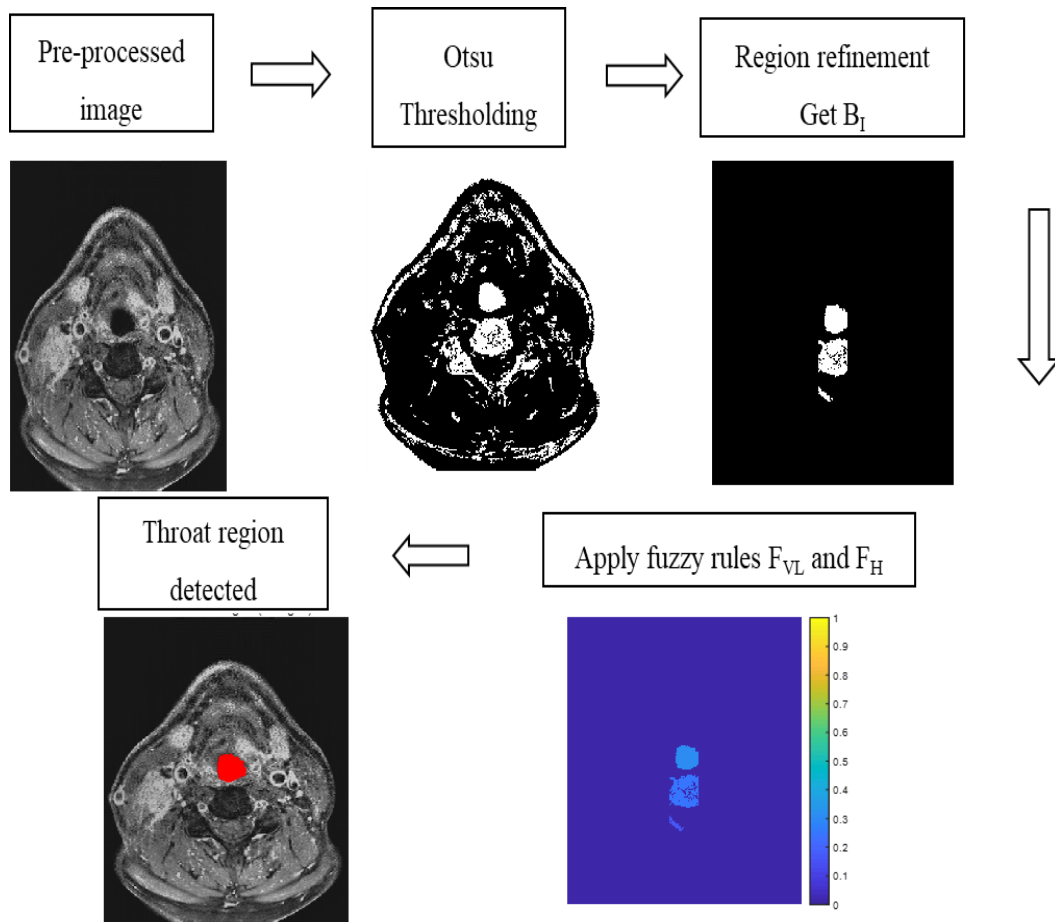 Pre-processed
image
Otsu
Thresholding
Region refinement
Get B_I
Throat region
detected
Apply fuzzy rules F_VL and F_H
1
0.9
0.8
0.7
0.6
0.5
0.4
0.3
0.2
0.1
0